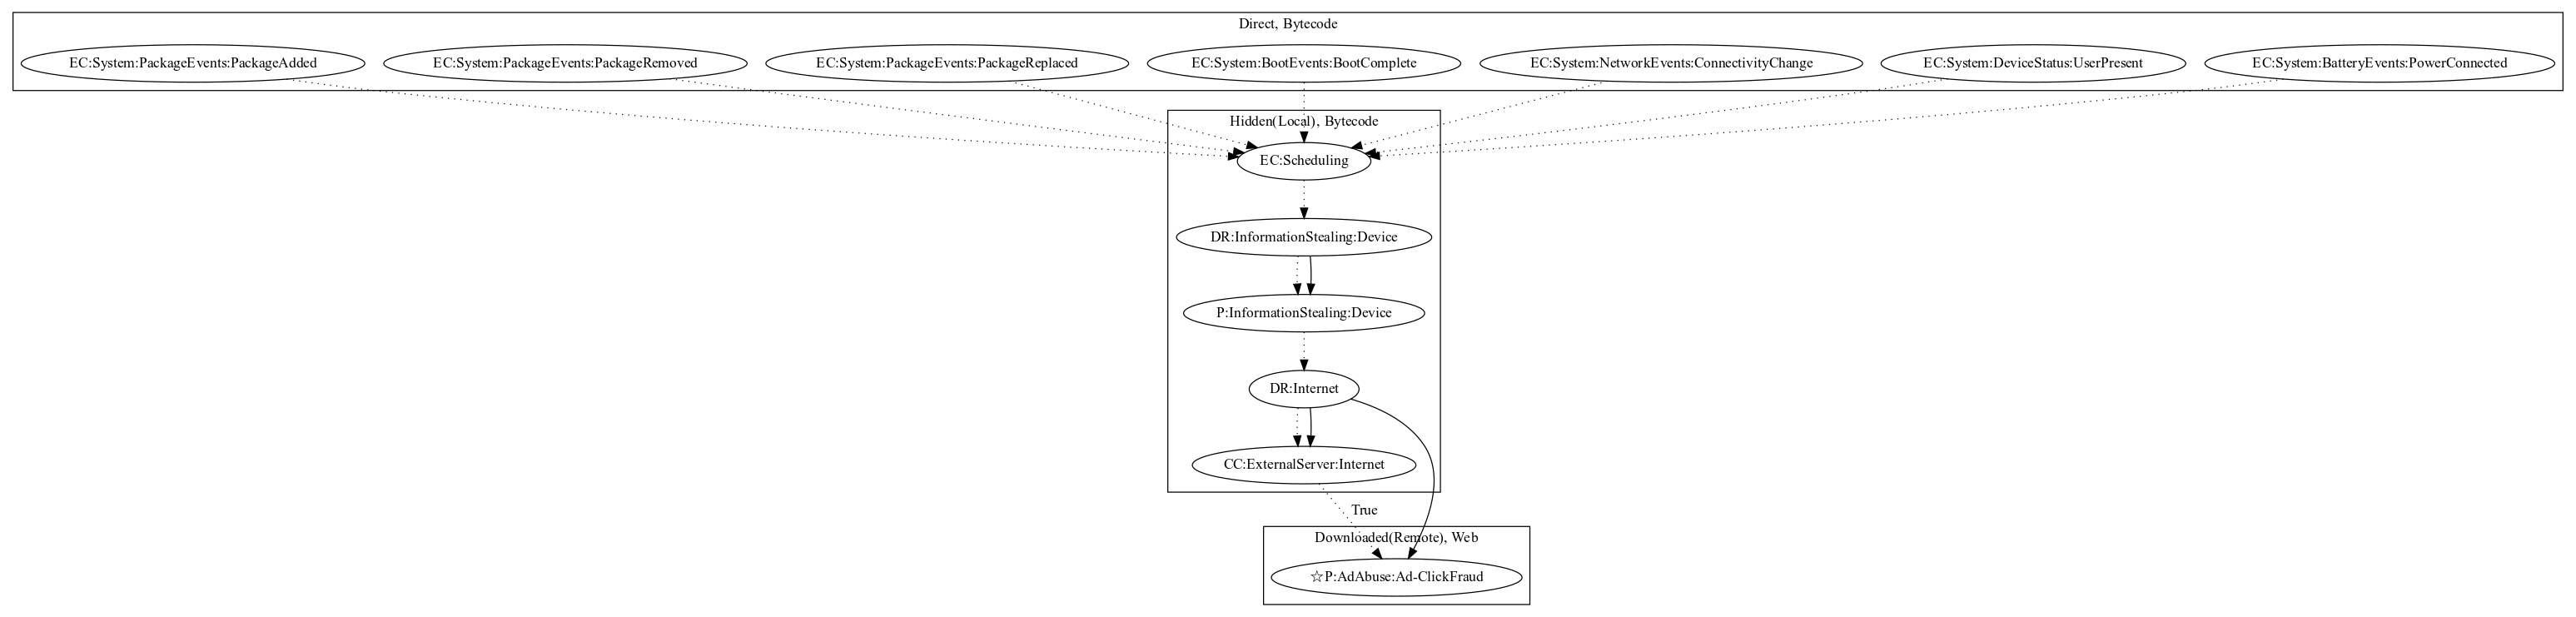 Direct, Bytecode
EC:System:PackageEvents:PackageAdded
EC:System:PackageEvents:PackageRemoved
EC:System:PackageEvents:PackageReplaced
EC:System:BootEvents:BootComplete
EC:System:NetworkEvents:ConnectivityChange
EC:System:DeviceStatus:UserPresent
EC:System:BatteryEvents:PowerConnected
Hidden(Local), Bytecode
EC:Scheduling
DR:InformationStealing:Device
P:InformationStealing:Device
DR:Internet
CC:ExternalServer:Internet
True
Downloaded(Remote), Web
☆P:AdAbuse:Ad-ClickFraud